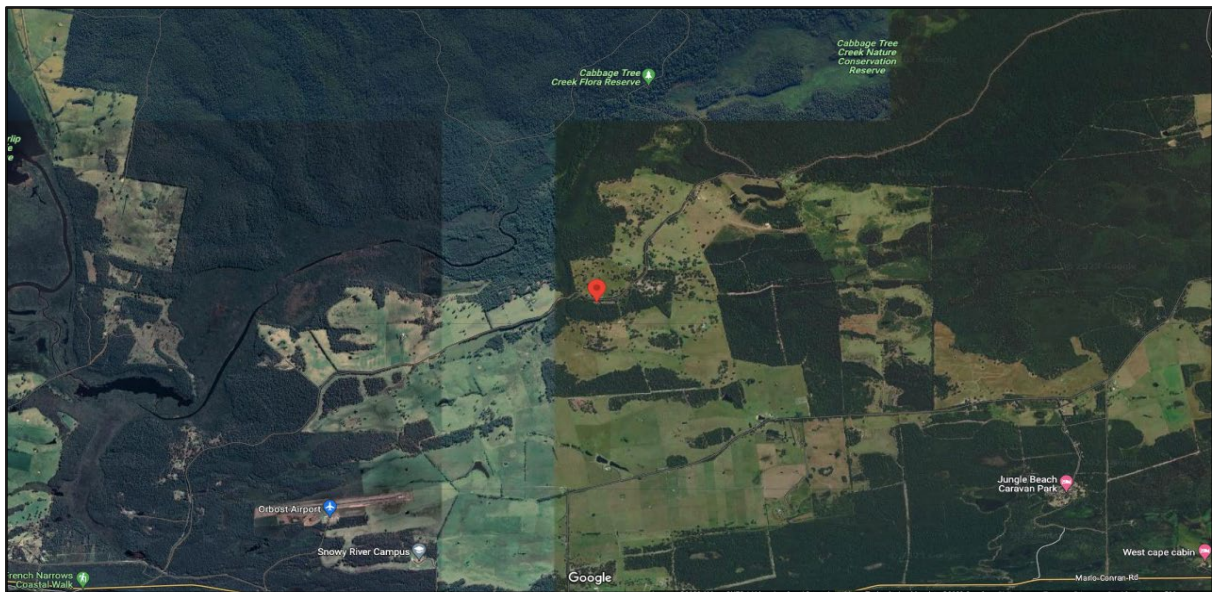 Cabbage Tree
Creek Flora Reserve
Cabbage Tree
Creek Nature
Conservation
Reserve
rlip
e
e
Orbost Airport
Snowy River Campus
Jungle Beach
Caravan Park
West cape cabin
French Narrows
Coastal Walk
Google
Marlo-Conran-Rd